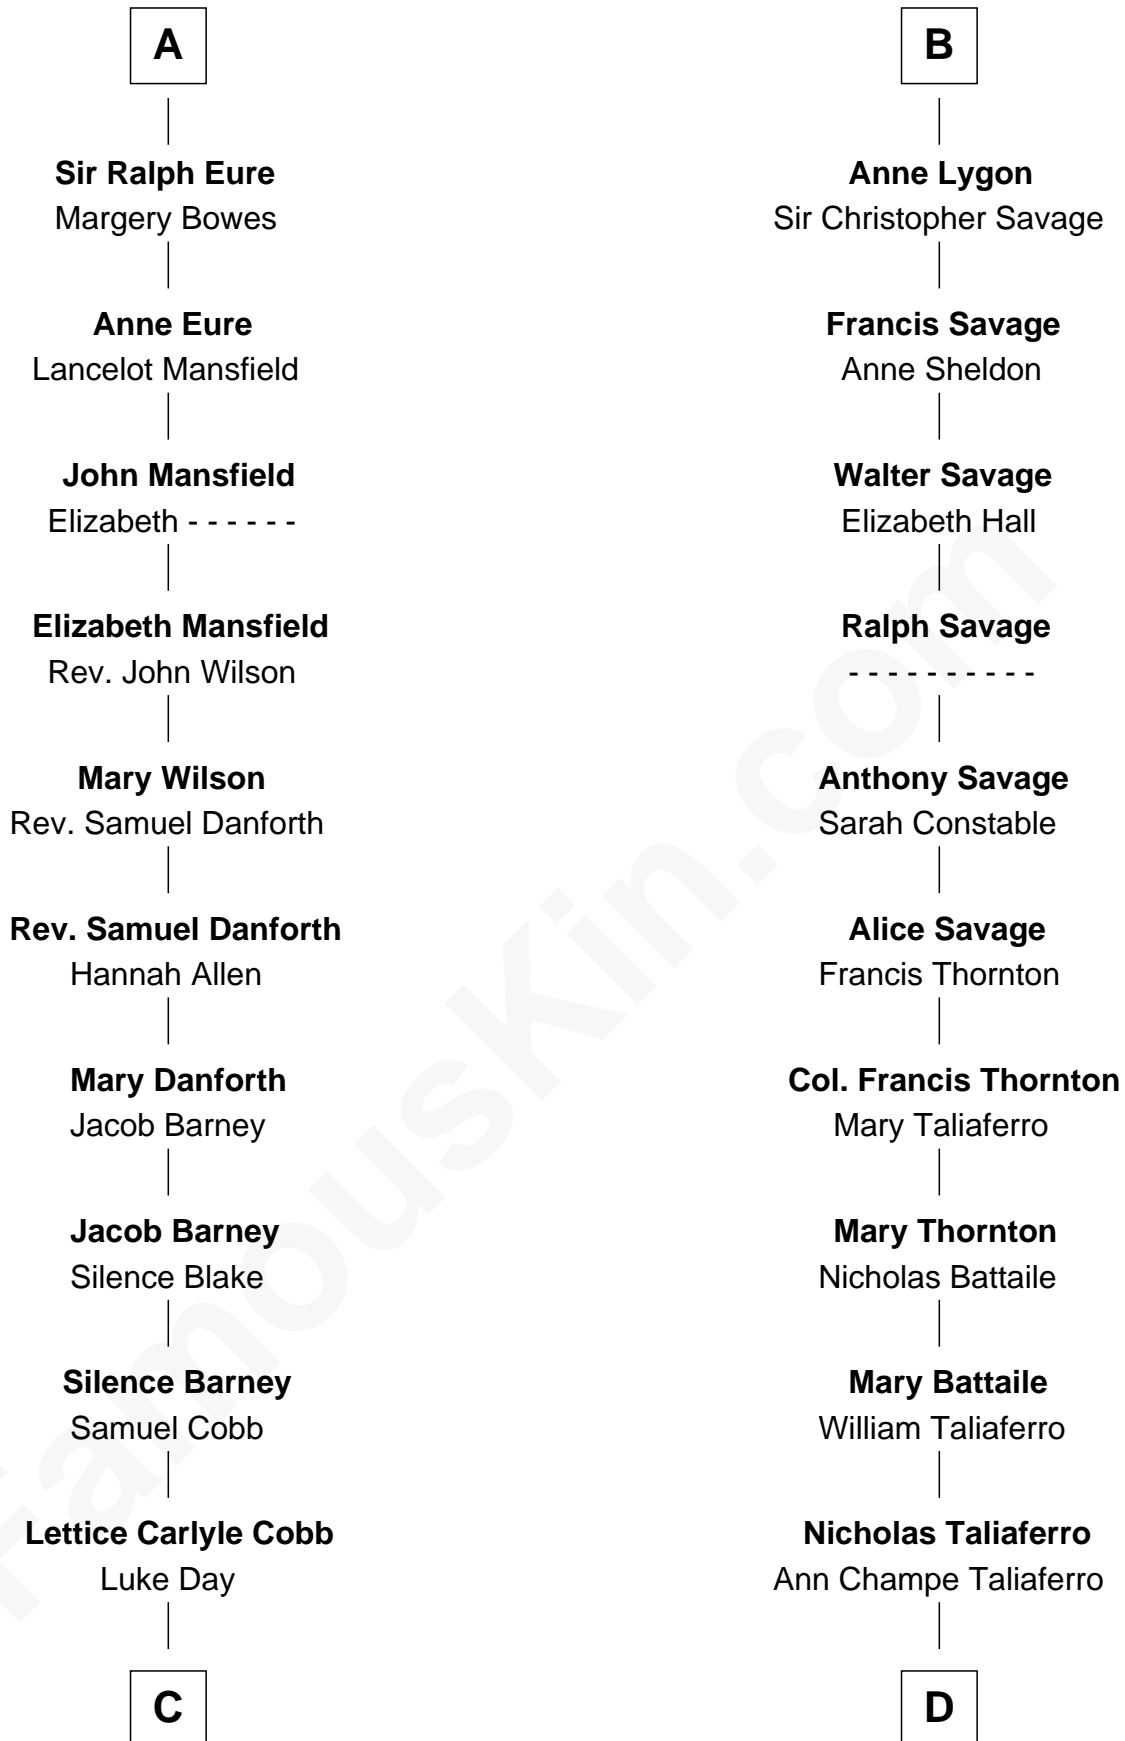 A
Sir Ralph Eure
Margery Bowes
Anne Eure
Lancelot Mansfield
John Mansfield
Elizabeth - - - - - -
Elizabeth Mansfield
Rev. John Wilson
Mary Wilson
Rev. Samuel Danforth
Rev. Samuel Danforth
Hannah Allen
Mary Danforth
Jacob Barney
Jacob Barney
Silence Blake
Silence Barney
Samuel Cobb
Lettice Carlyle Cobb
Luke Day
C
B
Anne Lygon
Sir Christopher Savage
Francis Savage
Anne Sheldon
Walter Savage
Elizabeth Hall
Ralph Savage
- - - - - - - - - -
Anthony Savage
Sarah Constable
Alice Savage
Francis Thornton
Col. Francis Thornton
Mary Taliaferro
Mary Thornton
Nicholas Battaile
Mary Battaile
William Taliaferro
Nicholas Taliaferro
Ann Champe Taliaferro
D
FamousKin.com